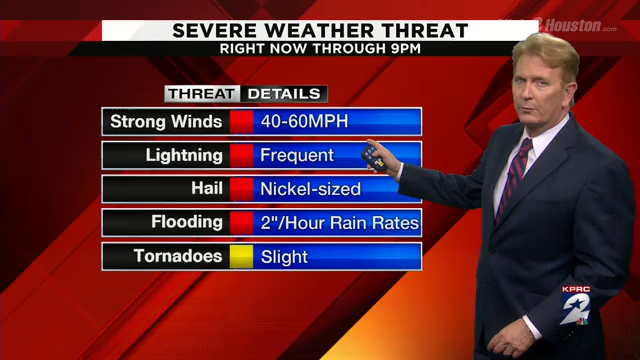 SEVERE WEATHER THREAT
RIGHT NOW THROUGH 9PM
Houston.com
THREAT DETAILS
Strong Winds 40-60MPH
Lightning Frequent
Hail Nickel-sized
Flooding 2"/Hour Rain Rates
Tornadoes Slight
KPRC
2